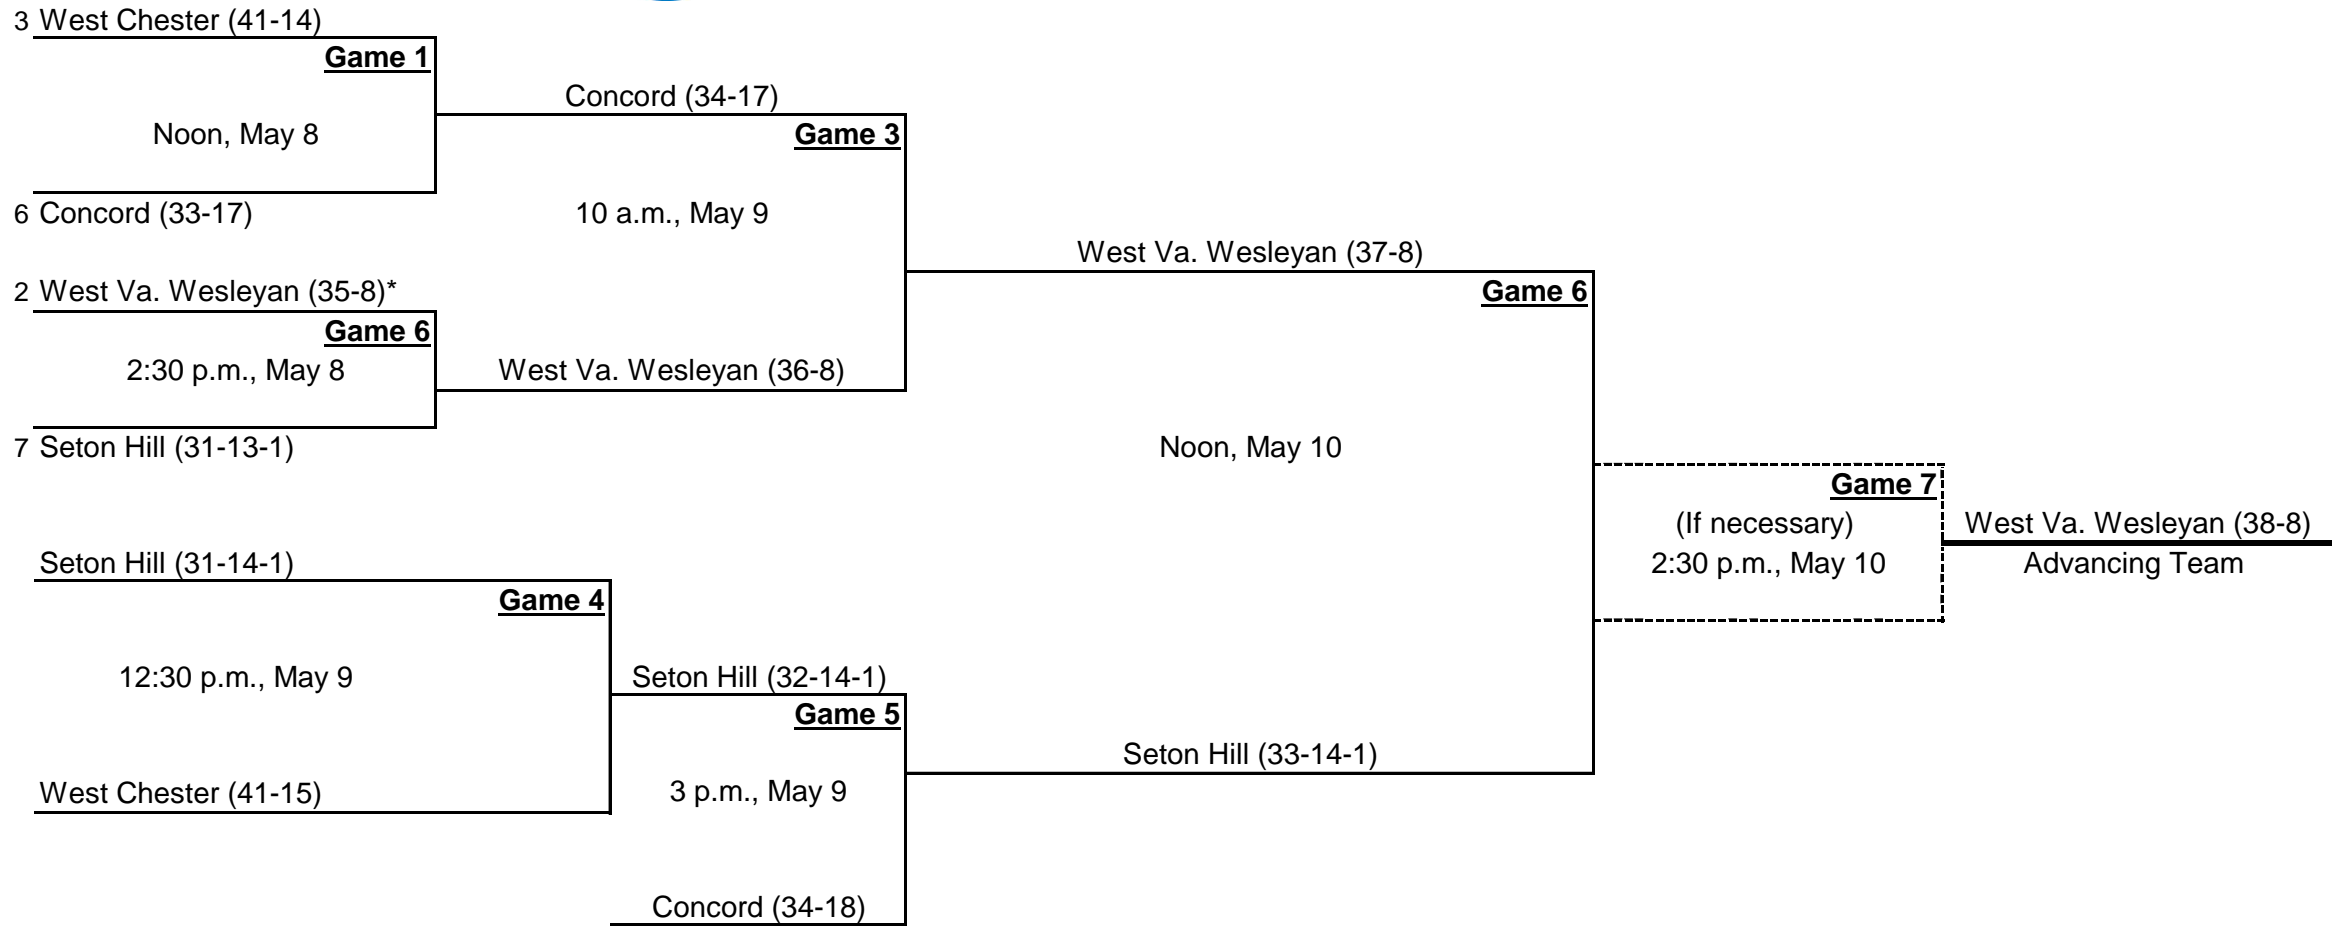 3 West Chester (41-14)
Game 1
Concord (34-17)
Noon, May 8
Game 3
6 Concord (33-17)
10 a.m., May 9
West Va. Wesleyan (37-8)
2 West Va. Wesleyan (35-8)*
Game 6
Game 6
2:30 p.m., May 8
West Va. Wesleyan (36-8)
7 Seton Hill (31-13-1)
Noon, May 10
Game 7
(If necessary)
West Va. Wesleyan (38-8)
Seton Hill (31-14-1)
2:30 p.m., May 10
Advancing Team
Game 4
12:30 p.m., May 9
Seton Hill (32-14-1)
Game 5
Seton Hill (33-14-1)
West Chester (41-15)
3 p.m., May 9
Concord (34-18)